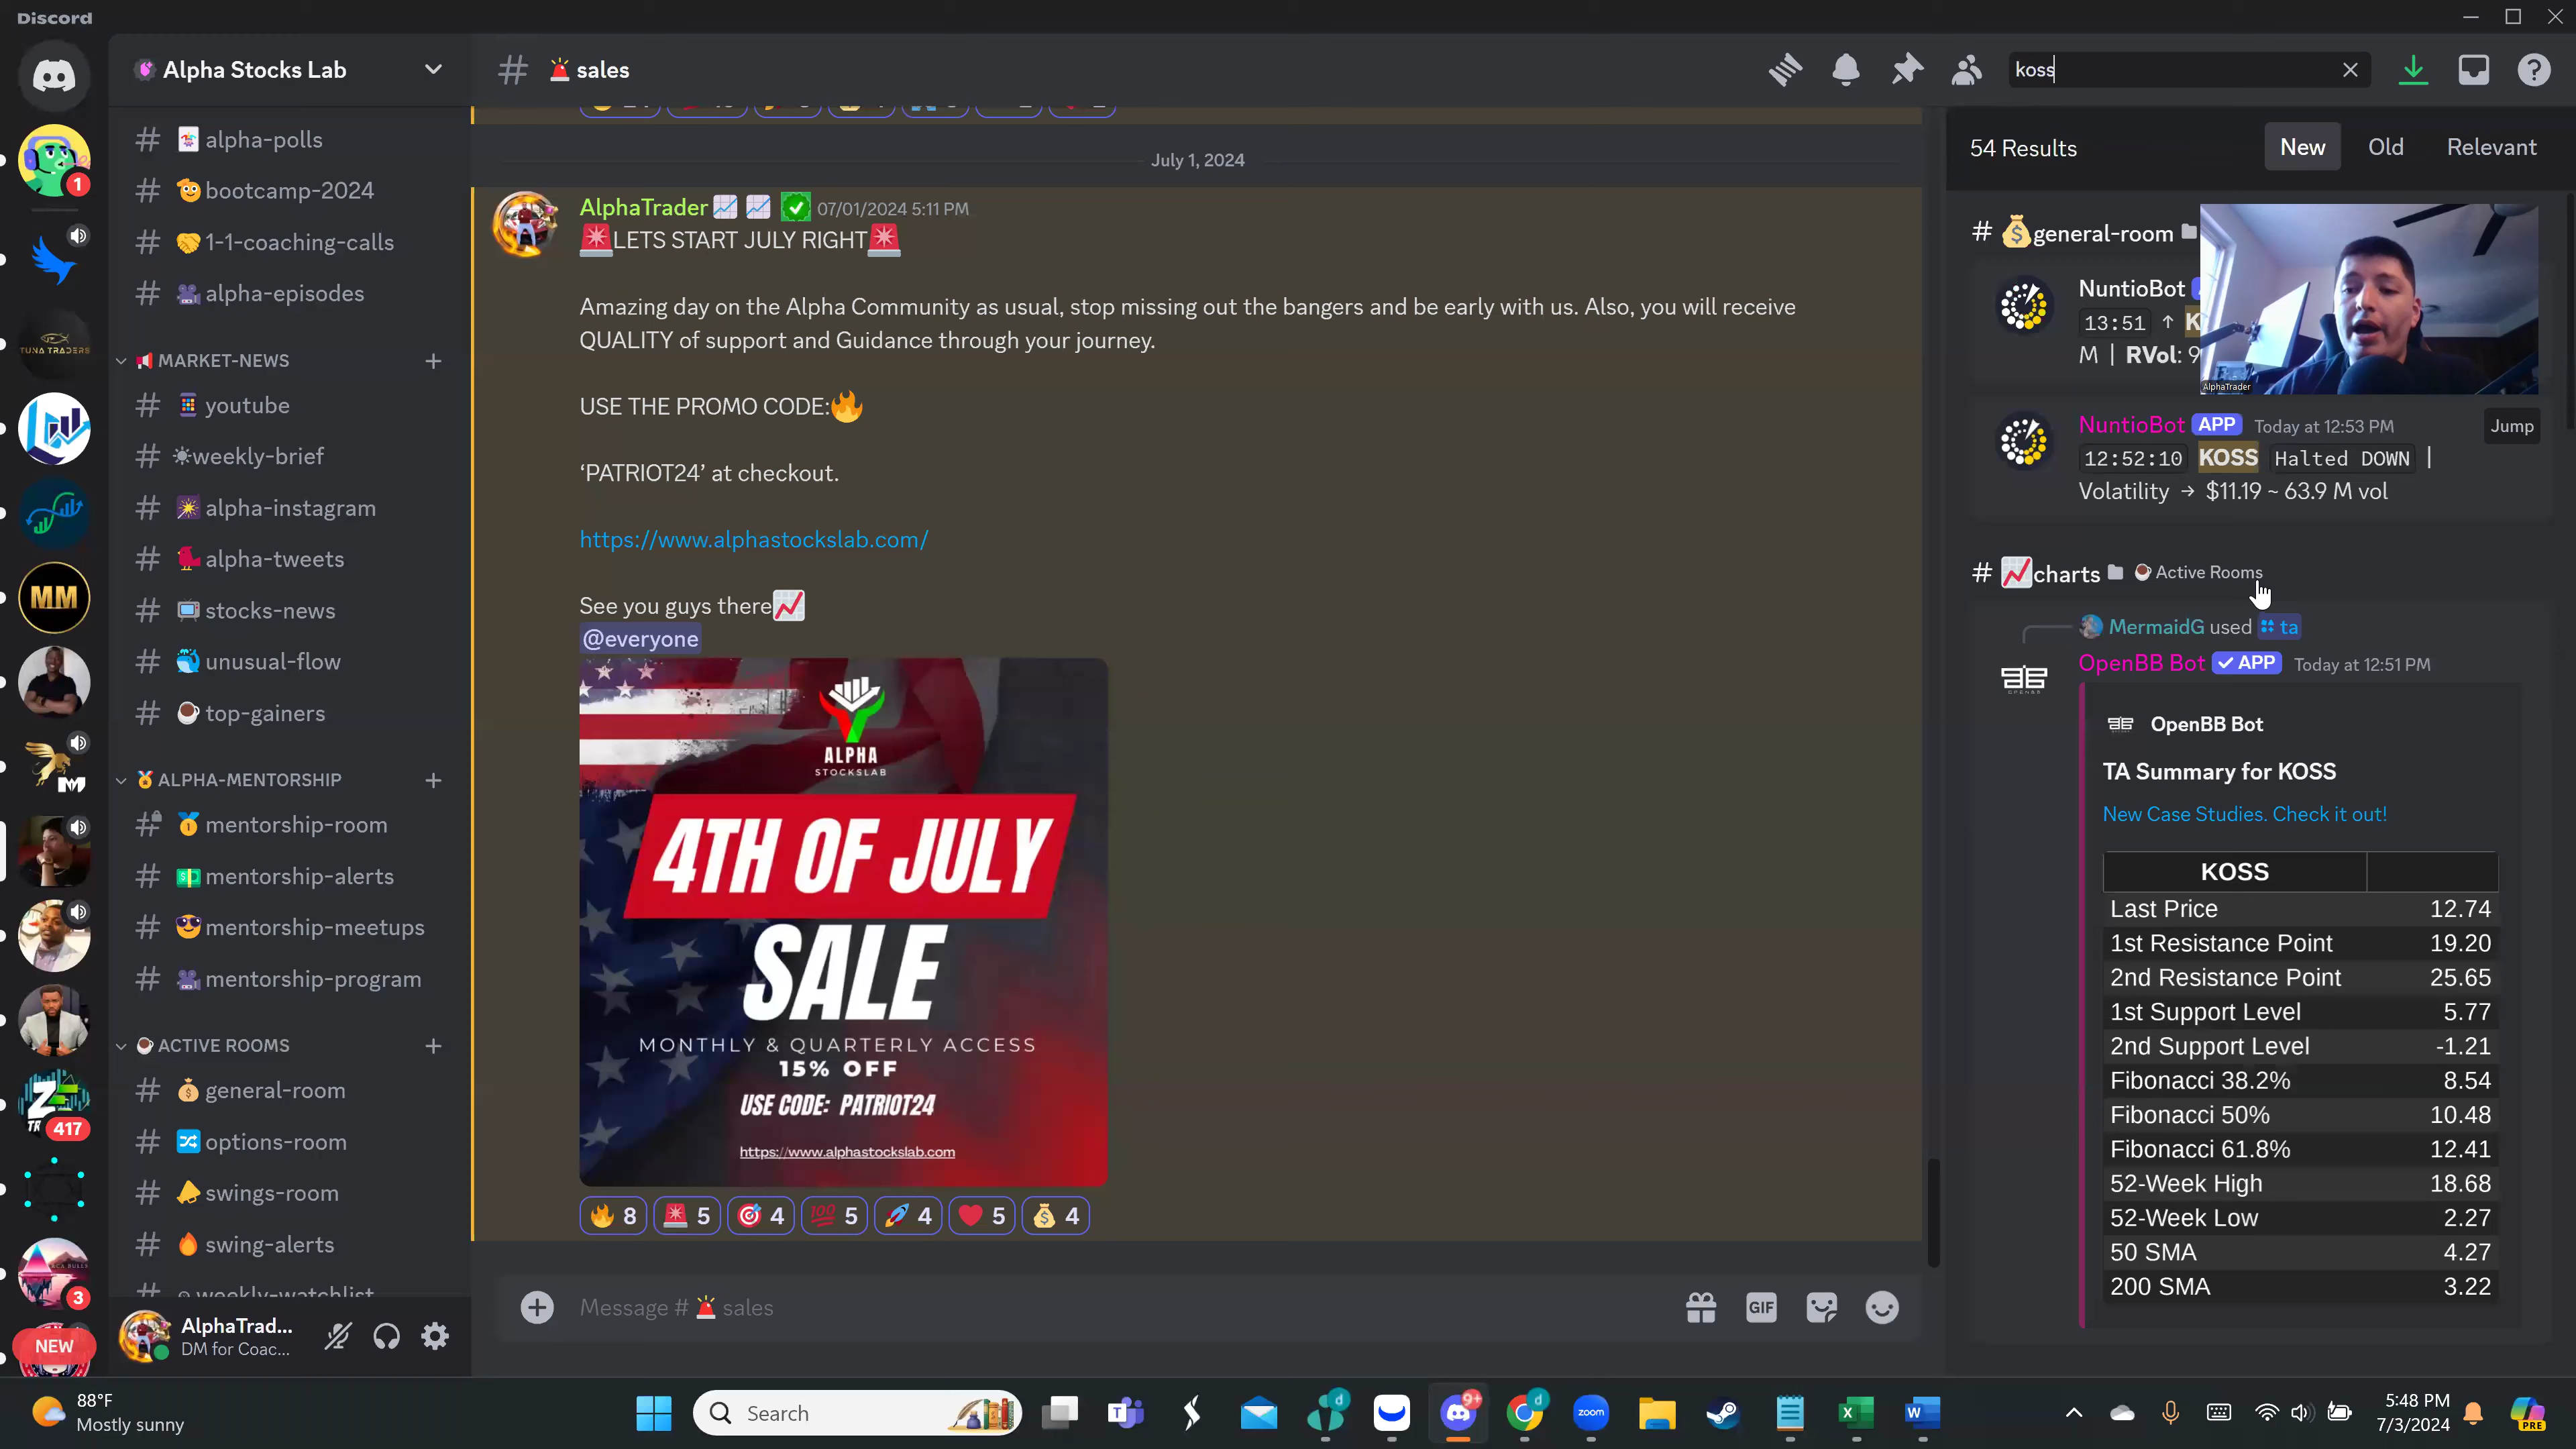 Discord
Alpha Stocks Lab
alpha-polls
bootcamp-2024
1-1-coaching-calls
alpha-episodes
MARKET-NEWS
youtube
weekly-brief
alpha-instagram
alpha-tweets
stocks-news
unusual-flow
top-gainers
ALPHA-MENTORSHIP
mentorship-room
mentorship-alerts
mentorship-meetups
mentorship-program
ACTIVE ROOMS
general-room
options-room
swings-room
swing-alerts
weekly-watchlist
1
TUNA TRADERS
MM
M
417
3
NEW
AlphaTrad...
DM for Coac...
# sales
July 1, 2024
AlphaTrader 07/01/2024 5:11 PM
LETS START JULY RIGHT
Amazing day on the Alpha Community as usual, stop missing out the bangers and be early with us. Also, you will receive
QUALITY of support and Guidance through your journey.
USE THE PROMO CODE:
‘PATRIOT24’ at checkout.
https://www.alphastockslab.com/
See you guys there
@everyone
ALPHA
STOCKSLAB
4TH OF JULY
SALE
MONTHLY & QUARTERLY ACCESS
15% OFF
USE CODE: PATRIOT24
https://www.alphastockslab.com
8 5 4 5 4 5 4
Message # sales
GIF
koss
54 Results
New Old Relevant
# general-room
NuntioBot
13:51 ↑ K
M | RVol: 9
AlphaTrader
NuntioBot APP Today at 12:53 PM
Jump
12:52:10 KOSS Halted DOWN |
Volatility → $11.19 ~ 63.9 M vol
# charts Active Rooms
MermaidG used ta
OpenBB Bot APP Today at 12:51 PM
OpenBB Bot
TA Summary for KOSS
New Case Studies. Check it out!
KOSS
Last Price 12.74
1st Resistance Point 19.20
2nd Resistance Point 25.65
1st Support Level 5.77
2nd Support Level -1.21
Fibonacci 38.2% 8.54
Fibonacci 50% 10.48
Fibonacci 61.8% 12.41
52-Week High 18.68
52-Week Low 2.27
50 SMA 4.27
200 SMA 3.22
88°F
Mostly sunny
Search
9+
zoom
5:48 PM
7/3/2024
PRE